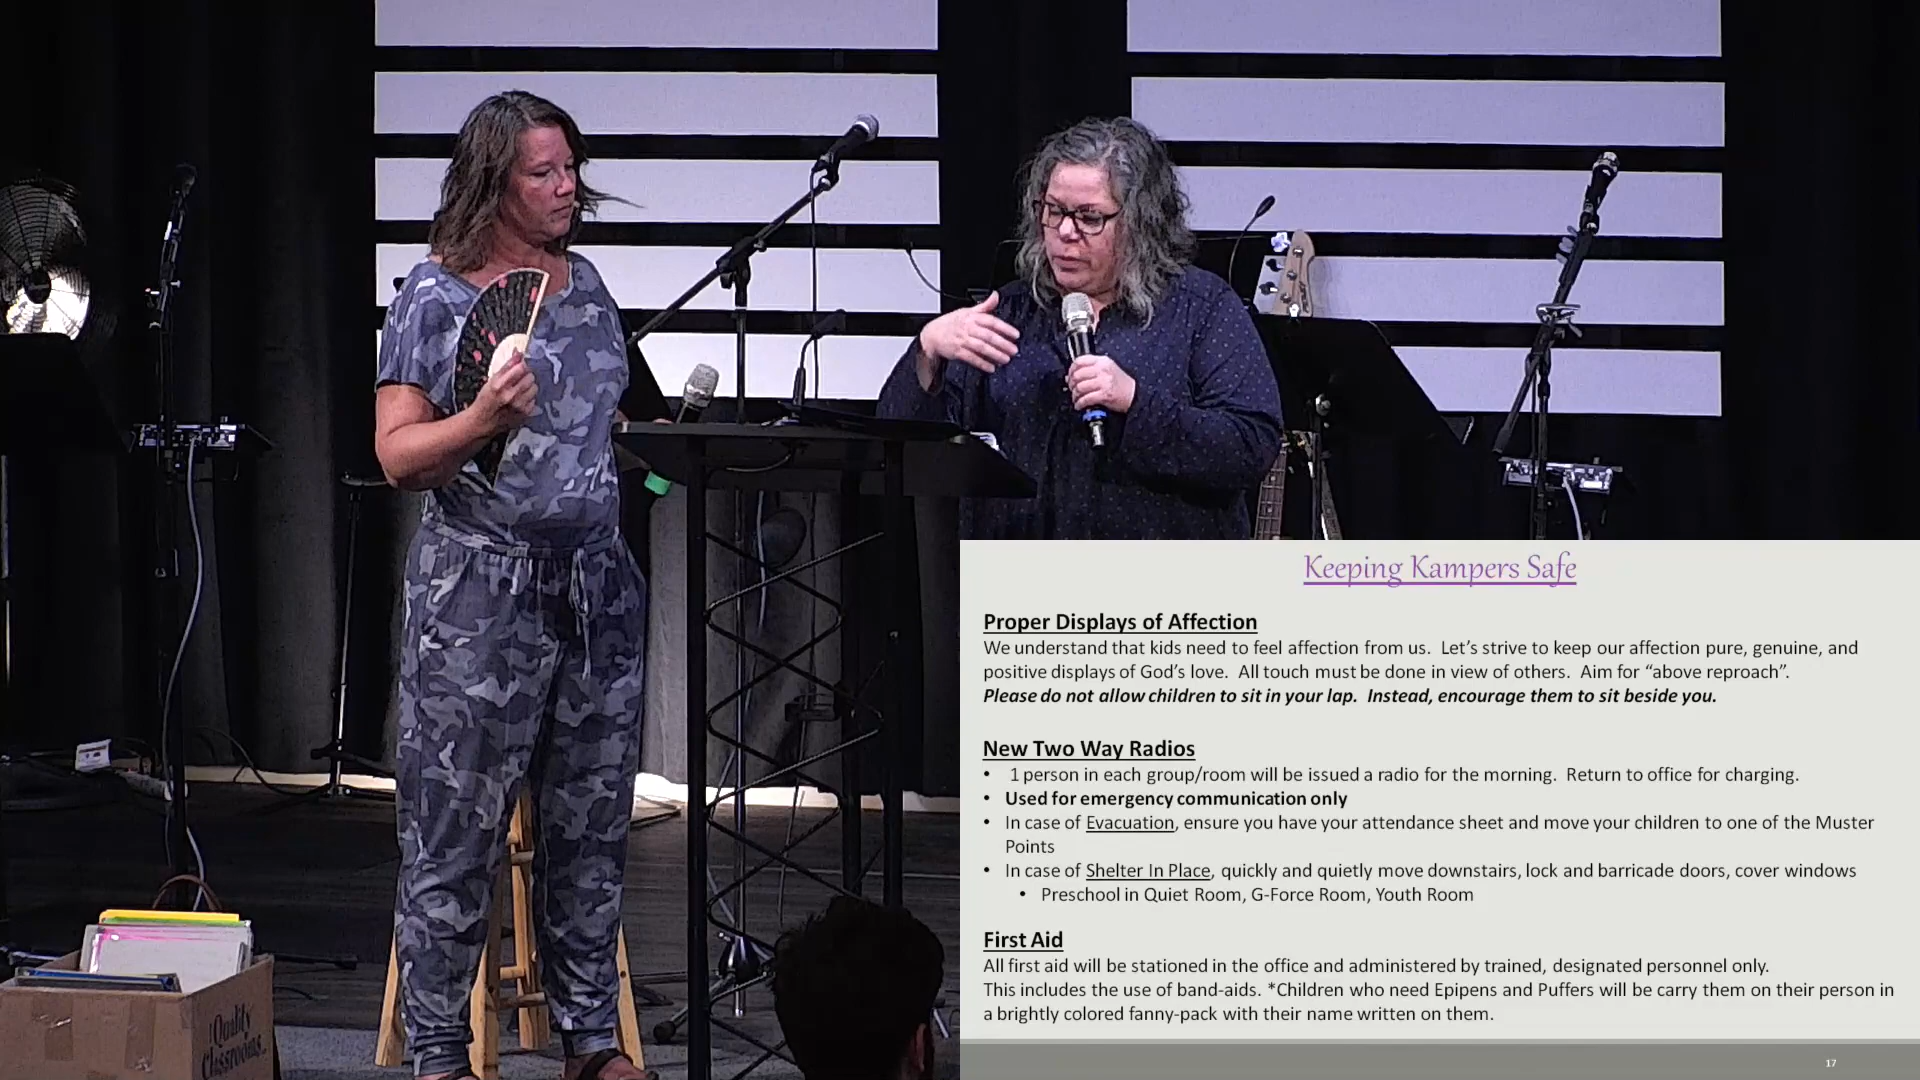 Keeping Kampers Safe
Proper Displays of Affection
We understand that kids need to feel affection from us. Let's strive to keep our affection pure, genuine, and
positive displays of God's love. All touch must be done in view of others. Aim for "above reproach".
Please do not allow children to sit in your lap. Instead, encourage them to sit beside you.
New Two Way Radios
• 1 person in each group/room will be issued a radio for the morning. Return to office for charging.
• Used for emergency communication only
• In case of Evacuation, ensure you have your attendance sheet and move your children to one of the Muster
Points
• In case of Shelter In Place, quickly and quietly move downstairs, lock and barricade doors, cover windows
• Preschool in Quiet Room, G-Force Room, Youth Room
First Aid
All first aid will be stationed in the office and administered by trained, designated personnel only.
This includes the use of band-aids. *Children who need Epipens and Puffers will be carry them on their person in
a brightly colored fanny-pack with their name written on them.
17
Quality
Classrooms